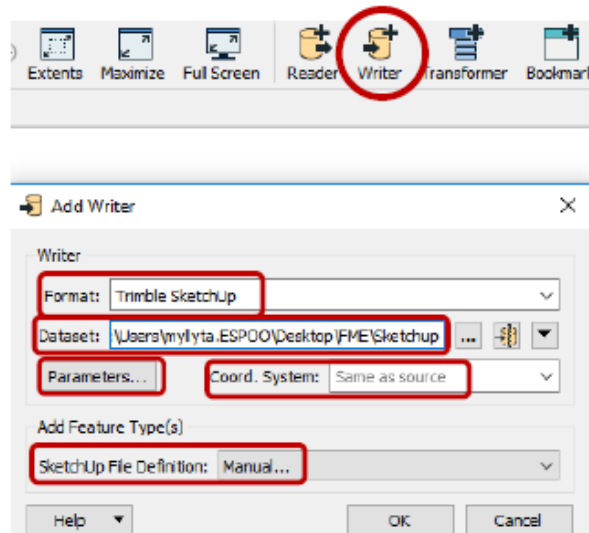 Extents Maximize Full Screen Reader Writer Transformer Bookmark
Add Writer
Writer
Format: Trimble SketchUp
Dataset: \Users\myllyta.ESPOO\Desktop\FME\Sketchup ...
Parameters... Coord. System: Same as source
Add Feature Type(s)
SketchUp File Definition: Manual...
Help OK Cancel